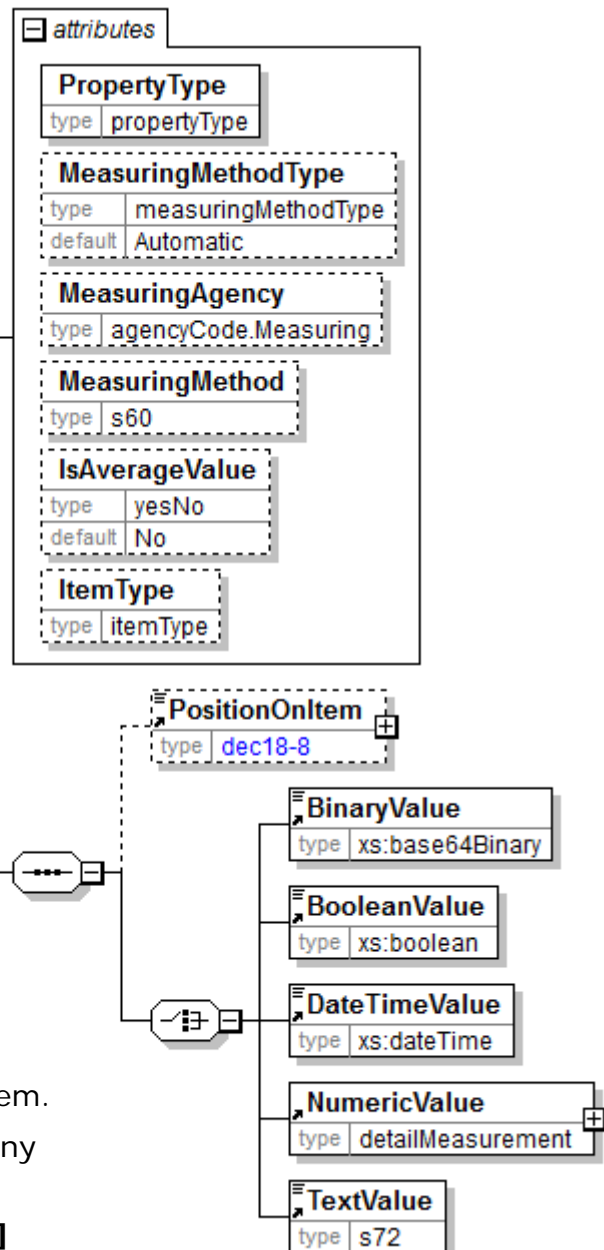 attributes
PropertyType
type propertyType
MeasuringMethodType
type measuringMethodType
default Automatic
MeasuringAgency
type agencyCode.Measuring
MeasuringMethod
type s60
IsAverageValue
type yesNo
default No
ItemType
type itemType
PositionOnItem
type dec18-8
BinaryValue
type xs:base64Binary
BooleanValue
type xs:boolean
DateTimeValue
type xs:dateTime
em.
NumericValue
ny
type detailMeasurement
TextValue
type s72